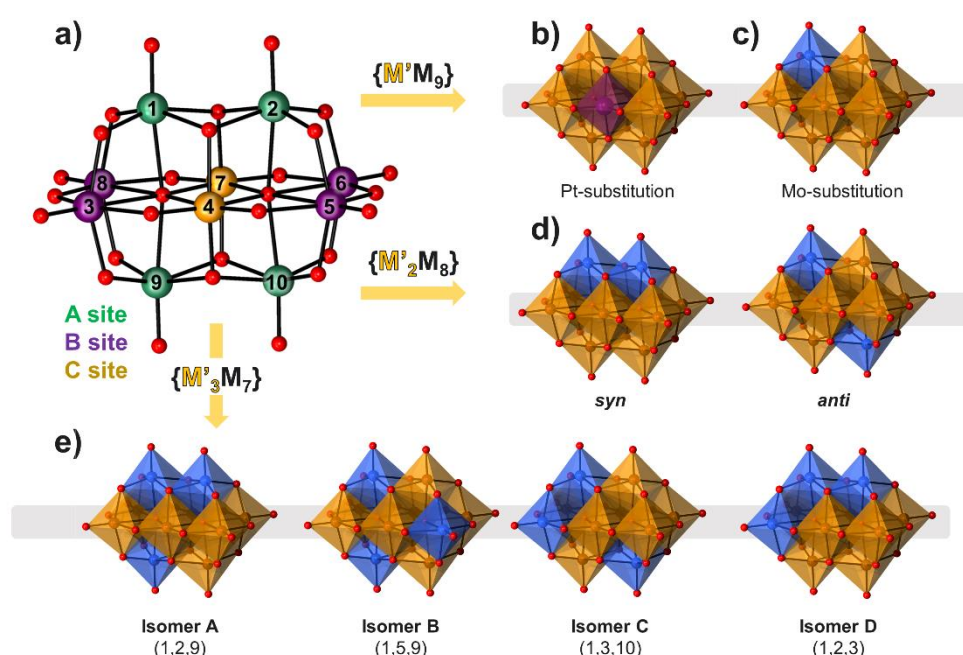 a)
{M'M₉}
b)
c)
1
2
8
7
6
3
4
5
9
10
Pt-substitution
Mo-substitution
d)
{M'₂M₈}
A site
B site
C site
syn
anti
{M'₃M₇}
e)
Isomer A
(1,2,9)
Isomer B
(1,5,9)
Isomer C
(1,3,10)
Isomer D
(1,2,3)